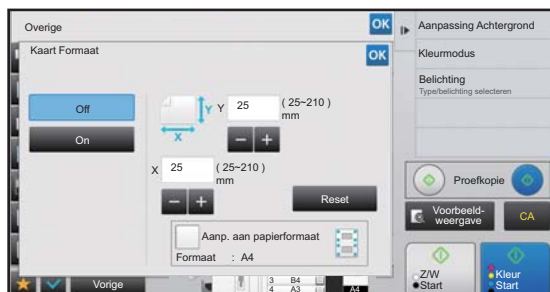 Overige
OK
Kaart Formaat
OK
Off
On
Y
X
Y
25
( 25~210 )
mm
X
25
( 25~210 )
mm
Reset
Aanp. aan papierformaat
Formaat : A4
Vorige
3 B4
4 A3
A4
Aanpassing Achtergrond
Kleurmodus
Belichting
Type/belichting selecteren
Proefkopie
Voorbeeld-
weergave
CA
Z/W
Start
Kleur
Start